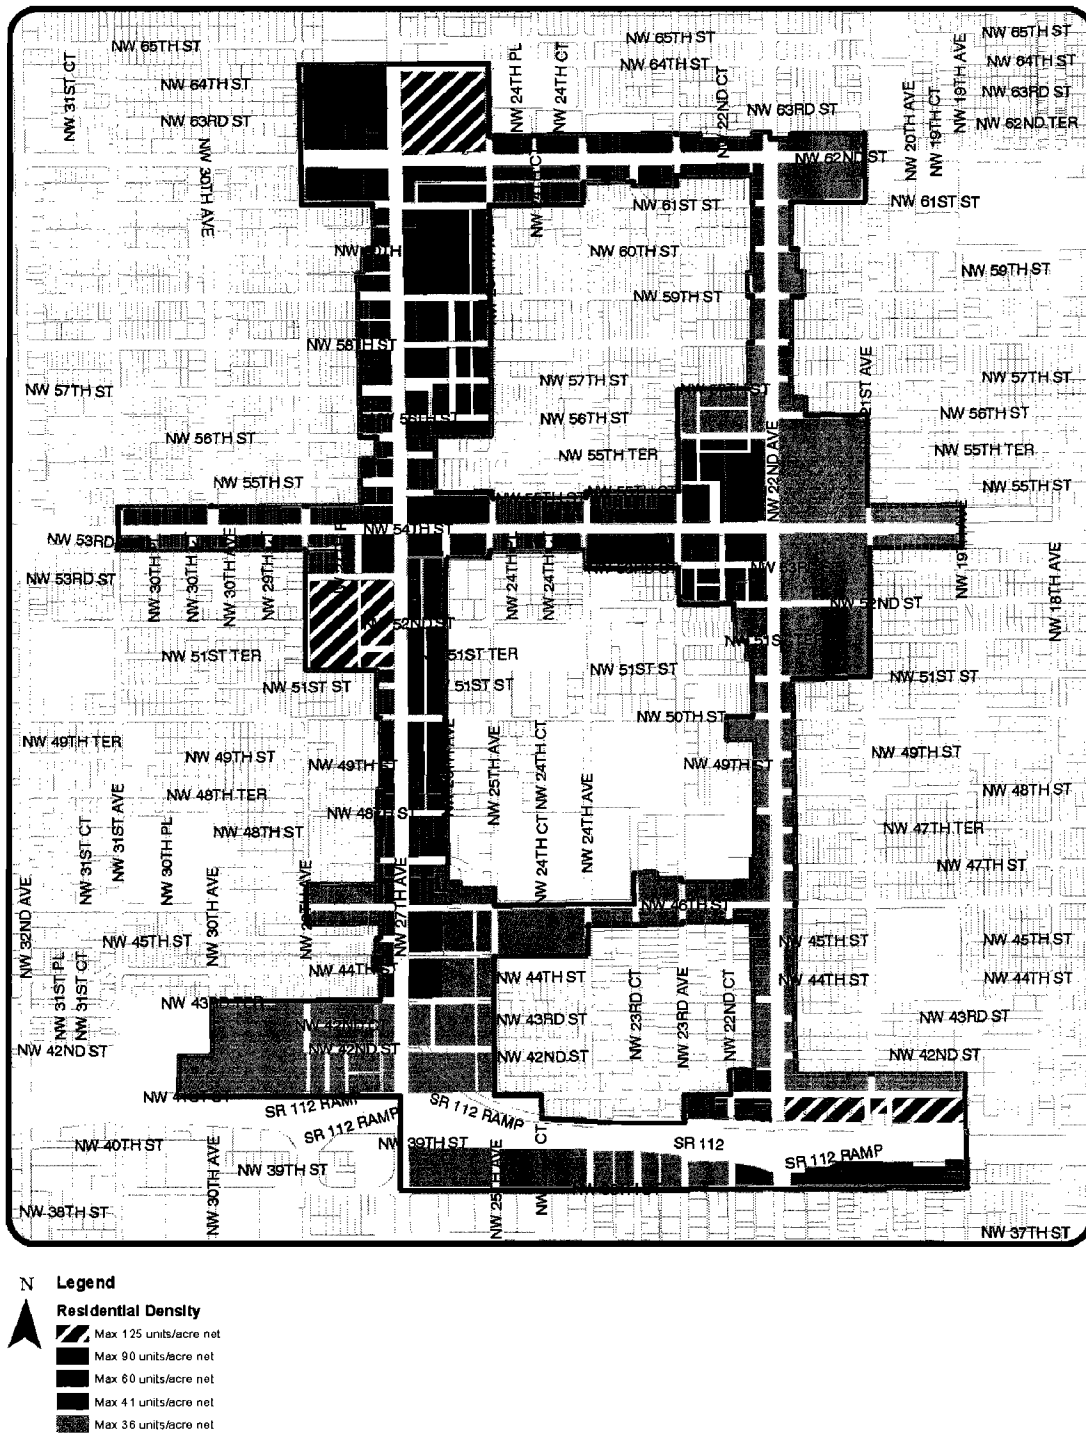 NW 65TH ST
NW 65TH ST
NW 65TH ST
NW 31ST CT
NW 24TH PL
NW 24TH CT
NW 22ND CT
NW 19TH AVE
NW 64TH ST
NW 64TH ST
NW 64TH ST
NW 63RD ST
NW 63RD ST
NW 63RD ST
NW 20TH AVE
NW 19TH CT
NW 62ND TER
NW 30TH AVE
NW 62ND ST
NW 61ST ST
NW 61ST ST
NW 60TH ST
NW 59TH ST
NW 59TH ST
NW 58TH ST
NW 57TH ST
NW 57TH ST
NW 57TH ST
21ST AVE
NW 56TH ST
NW 56TH ST
NW 56TH ST
NW 55TH TER
NW 55TH TER
NW 22ND AVE
NW 55TH ST
NW 55TH ST
NW 54TH ST
NW 53RD
NW 53RD ST
NW 30TH AVE
NW 29TH
NW 24TH
NW 18TH AVE
NW 52ND ST
NW 52ND ST
NW 51ST TER
51ST TER
NW 51ST ST
51ST ST
NW 51ST ST
NW 51ST ST
NW 50TH ST
NW 49TH TER
NW 49TH ST
NW 49TH ST
NW 49TH ST
NW 49TH ST
NW 25TH AVE
NW 24TH CT
NW 24TH CT
NW 24TH AVE
NW 48TH TER
NW 48TH ST
NW 48TH ST
NW 48TH ST
NW 31ST AVE
NW 31ST CT
NW 30TH PL
NW 47TH TER
NW 47TH ST
NW 32ND AVE
NW 30TH AVE
NW 27TH AVE
NW 46TH ST
NW 45TH ST
NW 45TH ST
NW 45TH ST
NW 31ST PL
NW 31ST CT
NW 44TH ST
NW 44TH ST
NW 44TH ST
NW 44TH ST
NW 43RD TER
NW 23RD CT
NW 23RD AVE
NW 22ND CT
NW 43RD ST
NW 43RD ST
NW 42ND CT
NW 42ND ST
NW 42ND ST
NW 42ND ST
NW 42ND ST
NW 41ST ST
SR 112 RAMP
SR 112 RAMP
SR 112 RAMP
NW 40TH ST
NW 39TH ST
SR 112
SR 112 RAMP
NW 39TH ST
NW 30TH AVE
NW 38TH ST
NW 37TH ST
N
Legend
Residential Density
Max 125 units/acre net
Max 90 units/acre net
Max 60 units/acre net
Max 41 units/acre net
Max 36 units/acre net